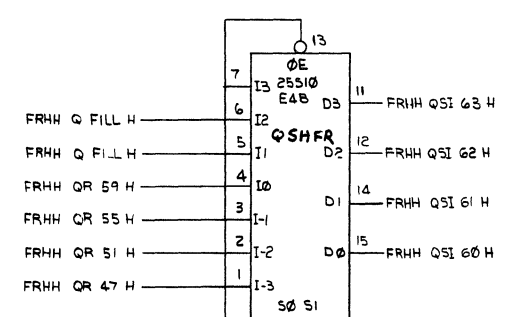 13
ØE
7 I3 25S1Ø 11
E4B D3 FRHH QSI 63 H
FRHH Q FILL H 6 I2
QSHFR
FRHH Q FILL H 5 I1 D2 12 FRHH QSI 62 H
FRHH QR 59 H 4 IØ
FRHH QR 55 H 3 I-1 D1 14 FRHH QSI 61 H
FRHH QR 51 H 2 I-2 DØ 15 FRHH QSI 60 H
FRHH QR 47 H 1 I-3
SØ S1